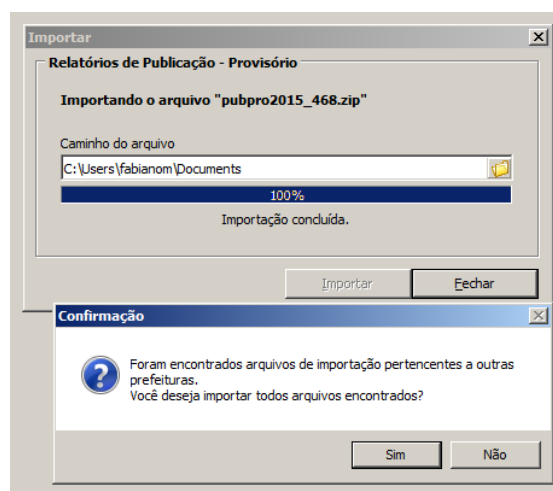 Importar
Relatórios de Publicação - Provisório
Importando o arquivo "pubpro2015_468.zip"
Caminho do arquivo
C:\Users\fabianom\Documents
100%
Importação concluída.
Importar
Fechar
Confirmação
Foram encontrados arquivos de importação pertencentes a outras
prefeituras.
Você deseja importar todos arquivos encontrados?
Sim
Não